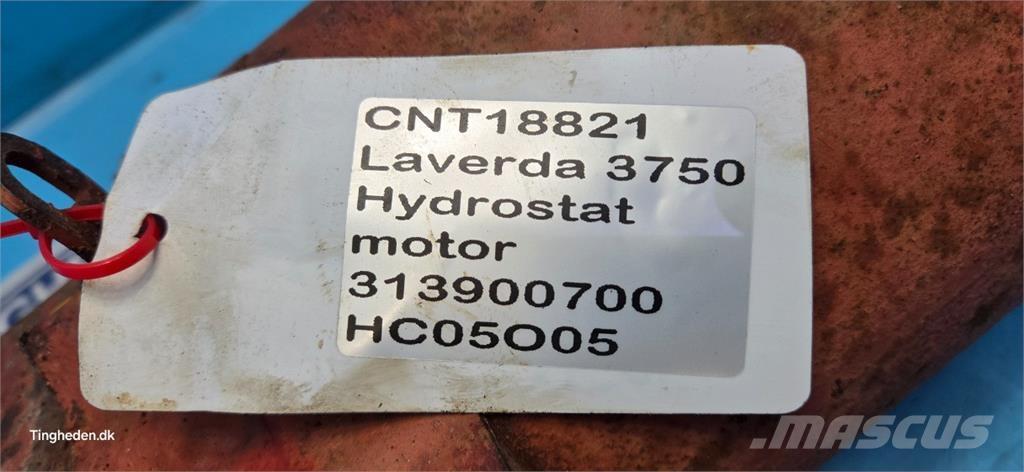 CNT18821
Laverda 3750
Hydrostat
motor
313900700
HC05O05
Tingheden.dk
MASCUS